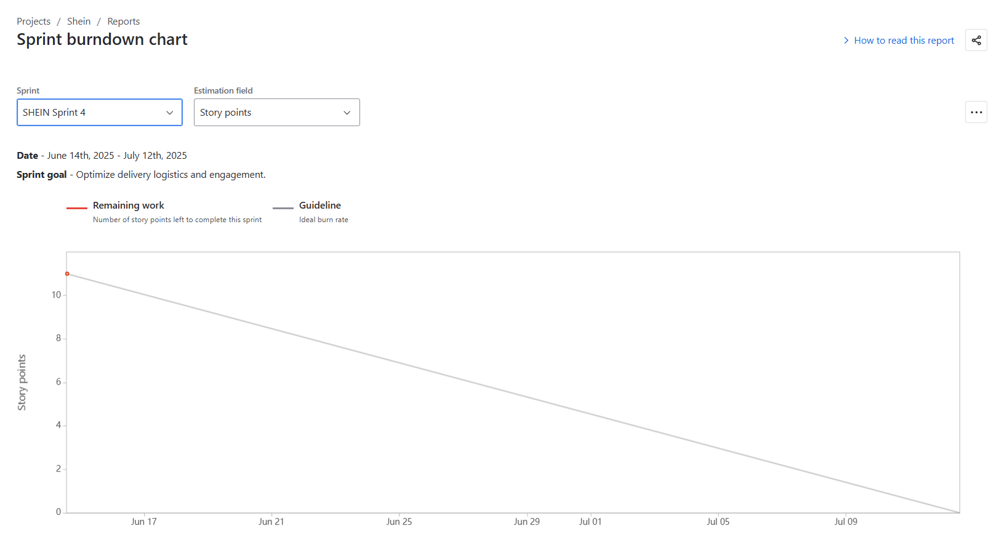 Projects / Shein / Reports
Sprint burndown chart
How to read this report
Sprint
Estimation field
SHEIN Sprint 4
Story points
Date - June 14th, 2025 - July 12th, 2025
Sprint goal - Optimize delivery logistics and engagement.
Remaining work
Number of story points left to complete this sprint
Guideline
Ideal burn rate
Story points
10
8
6
4
2
0
Jun 17
Jun 21
Jun 25
Jun 29
Jul 01
Jul 05
Jul 09